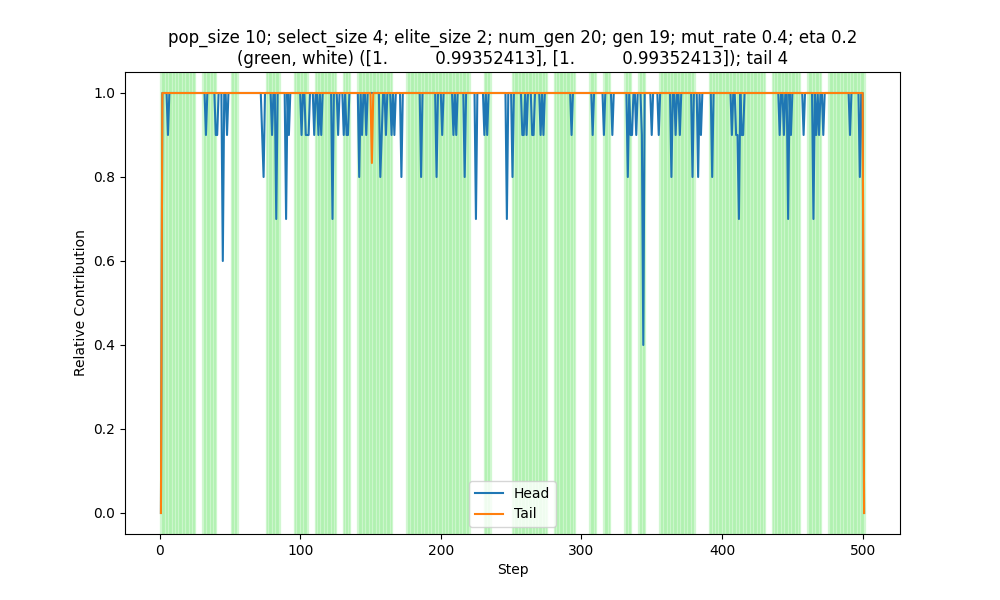 pop_size 10; select_size 4; elite_size 2; num_gen 20; gen 19; mut_rate 0.4; eta 0.2
(green, white) ([1.         0.99352413], [1.         0.99352413]); tail 4
1.0
0.8
0.6
0.4
0.2
0.0
Relative Contribution
Head
Tail
0 100 200 300 400 500
Step